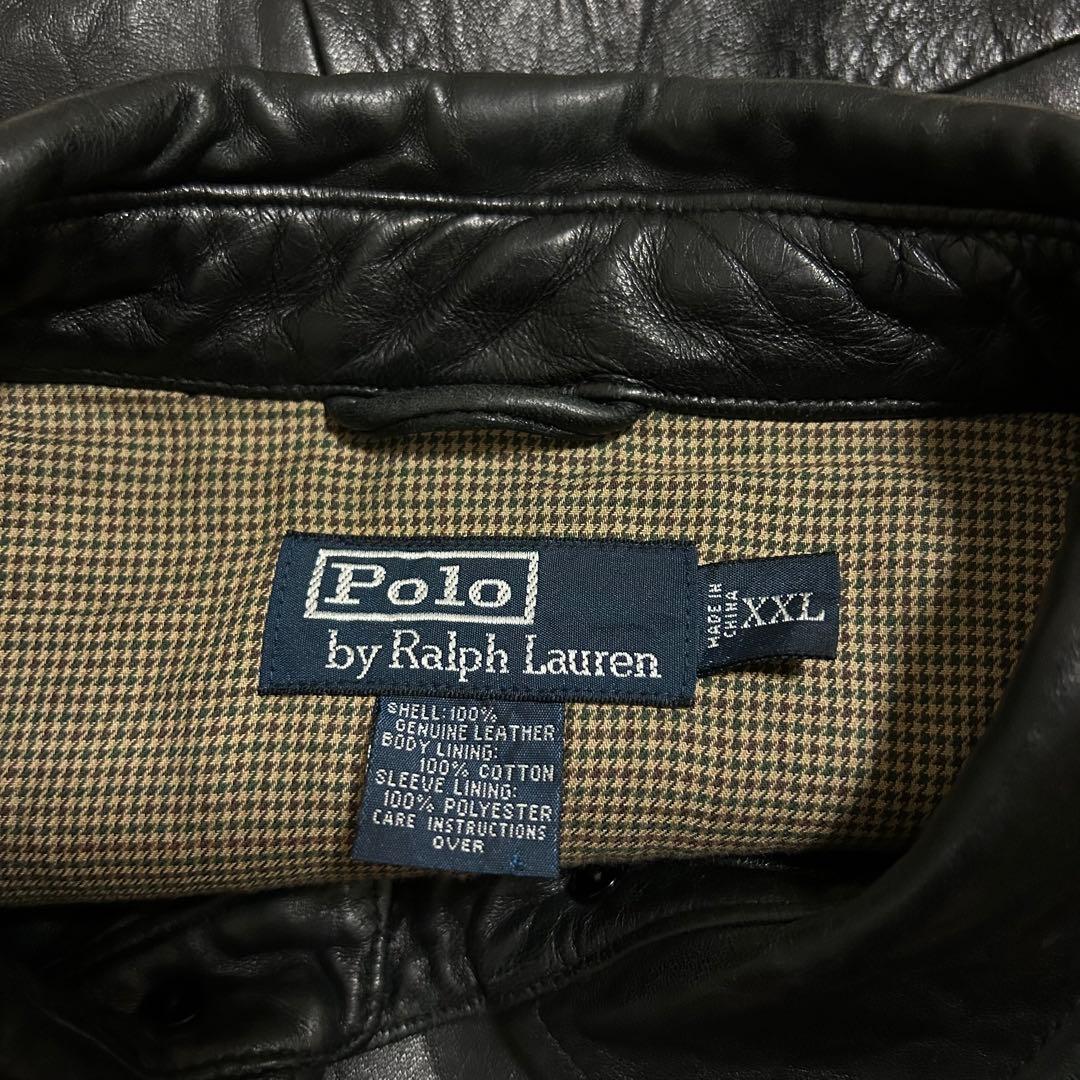 Polo
by Ralph Lauren
MADE IN
CHINA
XXL
SHELL: 100%
GENUINE LEATHER
BODY LINING:
100% COTTON
SLEEVE LINING:
100% POLYESTER
CARE INSTRUCTIONS
OVER